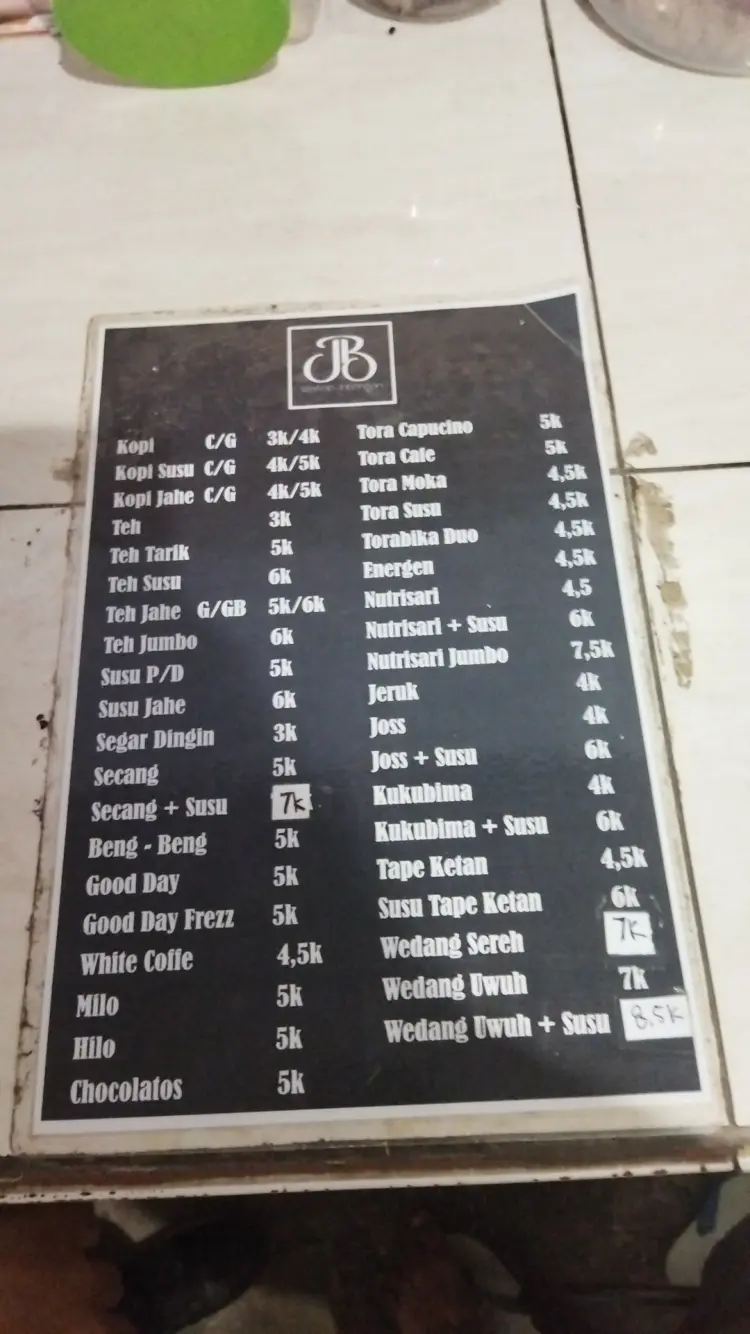 JB
Kopi C/G 3k/4k
Kopi Susu C/G 4k/5k
Kopi Jahe C/G 4k/5k
Teh 3k
Teh Tarik 5k
Teh Susu 6k
Teh Jahe G/GB 5k/6k
Teh Jumbo 6k
Susu P/D 5k
Susu Jahe 6k
Segar Dingin 3k
Secang 5k
Secang + Susu 7k
Beng - Beng 5k
Good Day 5k
Good Day Frezz 5k
White Coffe 4,5k
Milo 5k
Hilo 5k
Chocolatos 5k
Tora Capucino 5k
Tora Cafe 5k
Tora Moka 4,5k
Tora Susu 4,5k
Torabika Duo 4,5k
Energen 4,5k
Nutrisari 4,5
Nutrisari + Susu 6k
Nutrisari Jumbo 7,5k
Jeruk 4k
Joss 4k
Joss + Susu 6k
Kukubima 4k
Kukubima + Susu 6k
Tape Ketan 4,5k
Susu Tape Ketan 6k
Wedang Sereh 7k
Wedang Uwuh 7k
Wedang Uwuh + Susu 8.5K